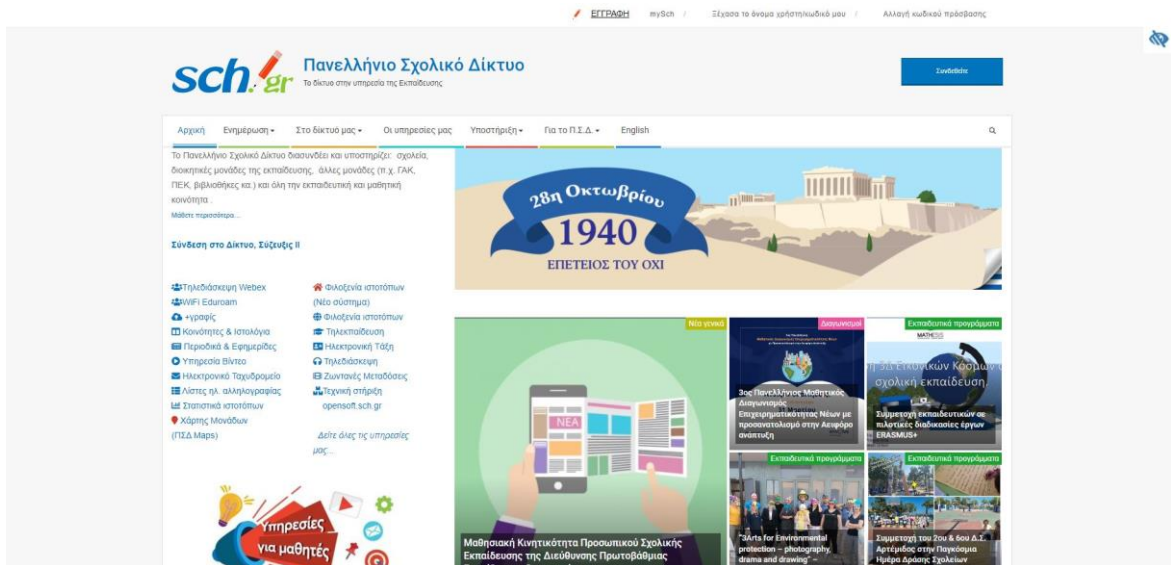 ΕΓΓΡΑΦΗ mySch / Ξέχασα το όνομα χρήστη/κωδικό μου / Αλλαγή κωδικού πρόσβασης
sch.gr
Πανελλήνιο Σχολικό Δίκτυο
Το δίκτυο στην υπηρεσία της Εκπαίδευσης
Συνδεθείτε
Αρχική Ενημέρωση Στο δίκτυό μας Οι υπηρεσίες μας Υποστήριξη Για το Π.Σ.Δ. English
Το Πανελλήνιο Σχολικό Δίκτυο διασυνδέει και υποστηρίζει: σχολεία,
διοικητικές μονάδες της εκπαίδευσης, άλλες μονάδες (π.χ. ΓΑΚ,
ΠΕΚ, βιβλιοθήκες κα.) και όλη την εκπαιδευτική και μαθητική
κοινότητα .
Μάθετε περισσότερα...
Σύνδεση στο Δίκτυο, Σύζευξις ΙΙ
Τηλεδιάσκεψη Webex
WiFi Eduroam
+γραφίς
Κοινότητες & Ιστολόγια
Περιοδικά & Εφημερίδες
Υπηρεσία Βίντεο
Ηλεκτρονικό Ταχυδρομείο
Λίστες ηλ. αλληλογραφίας
Στατιστικά ιστοτόπων
Χάρτης Μονάδων
(ΠΣΔ Maps)
Φιλοξενία ιστοτόπων
(Νέο σύστημα)
Φιλοξενία ιστοτόπων
Τηλεκπαίδευση
Ηλεκτρονική Τάξη
Τηλεδιάσκεψη
Ζωντανές Μεταδόσεις
Τεχνική στήριξη
opensoft.sch.gr
Δείτε όλες τις υπηρεσίες
μας...
Υπηρεσίες
για μαθητές
28η Οκτωβρίου
1940
ΕΠΕΤΕΙΟΣ ΤΟΥ ΟΧΙ
Νέα γενικά
ΝΕΑ
Μαθησιακή Κινητικότητα Προσωπικού Σχολικής
Εκπαίδευσης της Διεύθυνσης Πρωτοβάθμιας
Διαγωνισμοί
3ος Πανελλήνιος Μαθητικός
Διαγωνισμός
Επιχειρηματικότητας Νέων με
προσανατολισμό στην Αειφόρο
ανάπτυξη
Εκπαιδευτικά προγράμματα
MATHESIS
σχολική εκπαίδευση.
Συμμετοχή εκπαιδευτικών σε
πιλοτικές διαδικασίες έργων
ERASMUS+
Εκπαιδευτικά προγράμματα
"3Arts for Environmental
protection – photography,
drama and drawing" –
Εκπαιδευτικά προγράμματα
Συμμετοχή του 2ου & 6ου Δ.Σ.
Αρτέμιδος στην Παγκόσμια
Ημέρα Δράσης Σχολείων